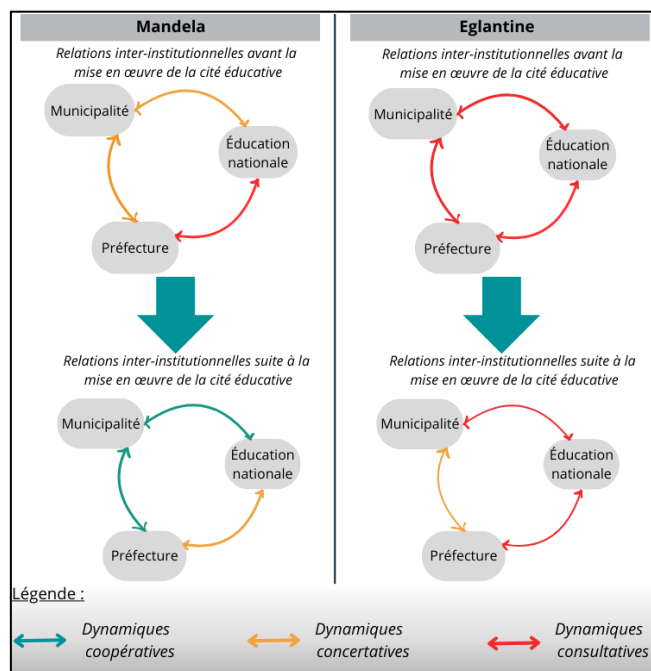 Mandela
Relations inter-institutionnelles avant la
mise en œuvre de la cité éducative
Municipalité
Éducation
nationale
Préfecture
Relations inter-institutionnelles suite à la
mise en œuvre de la cité éducative
Municipalité
Éducation
nationale
Préfecture
Eglantine
Relations inter-institutionnelles avant la
mise en œuvre de la cité éducative
Municipalité
Éducation
nationale
Préfecture
Relations inter-institutionnelles suite à la
mise en œuvre de la cité éducative
Municipalité
Éducation
nationale
Préfecture
Légende :
Dynamiques
coopératives
Dynamiques
concertatives
Dynamiques
consultatives